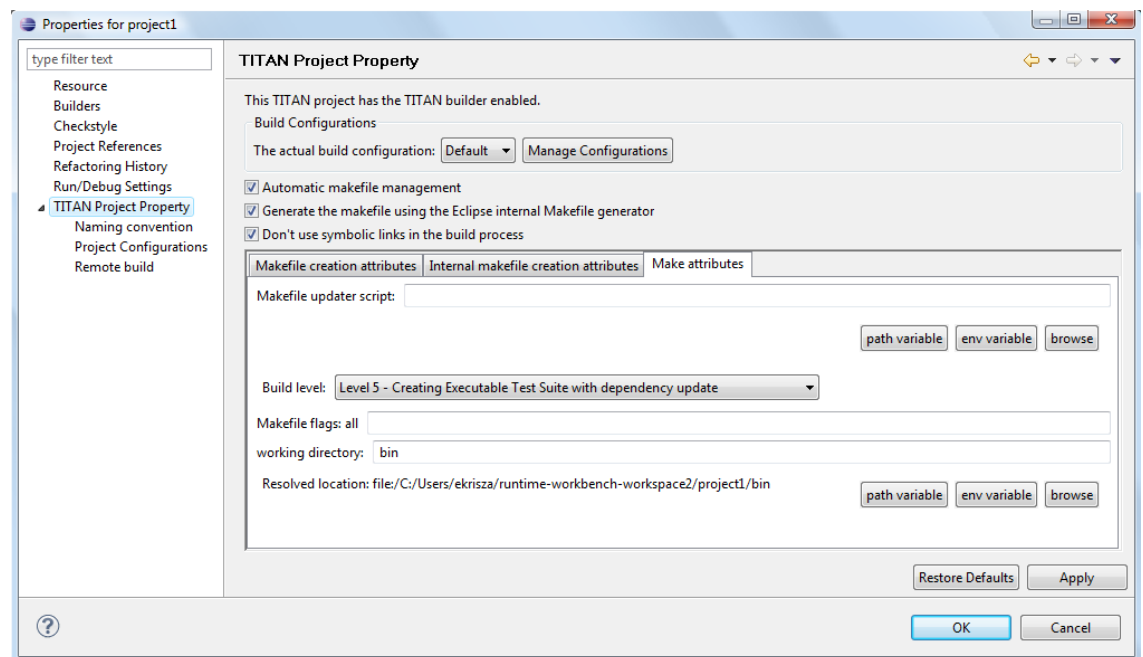 Properties for project1
type filter text
Resource
Builders
Checkstyle
Project References
Refactoring History
Run/Debug Settings
TITAN Project Property
Naming convention
Project Configurations
Remote build
TITAN Project Property
This TITAN project has the TITAN builder enabled.
Build Configurations
The actual build configuration: Default Manage Configurations
Automatic makefile management
Generate the makefile using the Eclipse internal Makefile generator
Don't use symbolic links in the build process
Makefile creation attributes Internal makefile creation attributes Make attributes
Makefile updater script:
path variable env variable browse
Build level: Level 5 - Creating Executable Test Suite with dependency update
Makefile flags: all
working directory: bin
Resolved location: file:/C:/Users/ekrisza/runtime-workbench-workspace2/project1/bin
path variable env variable browse
Restore Defaults Apply
? OK Cancel